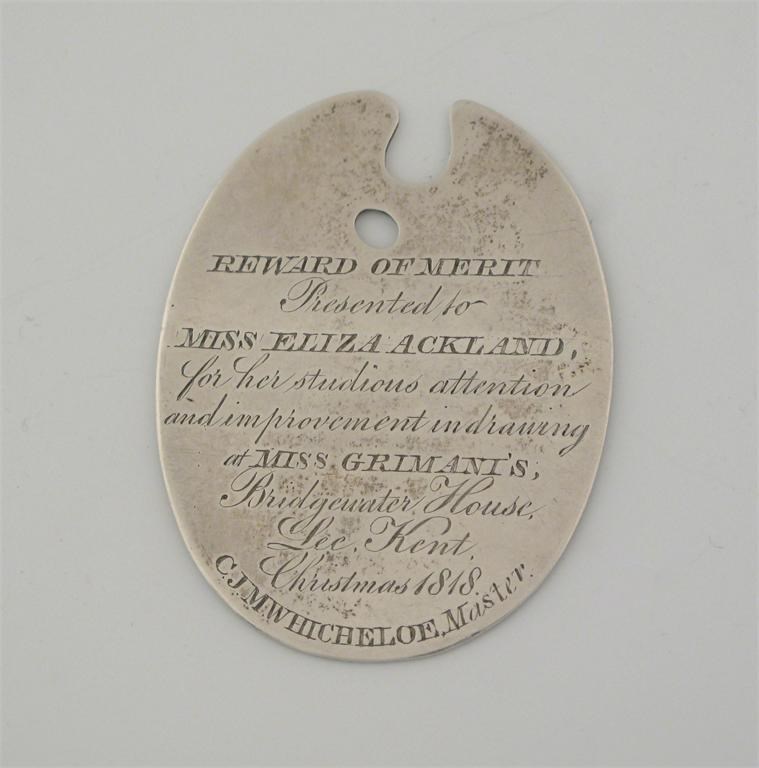 REWARD OF MERIT
Presented to
MISS ELIZA ACKLAND,
for her studious attention
and improvement in drawing
at MISS GRIMANI'S,
Bridgewater House,
Lee, Kent,
Christmas 1818.
C.J.M.WHICHELOE, Master.